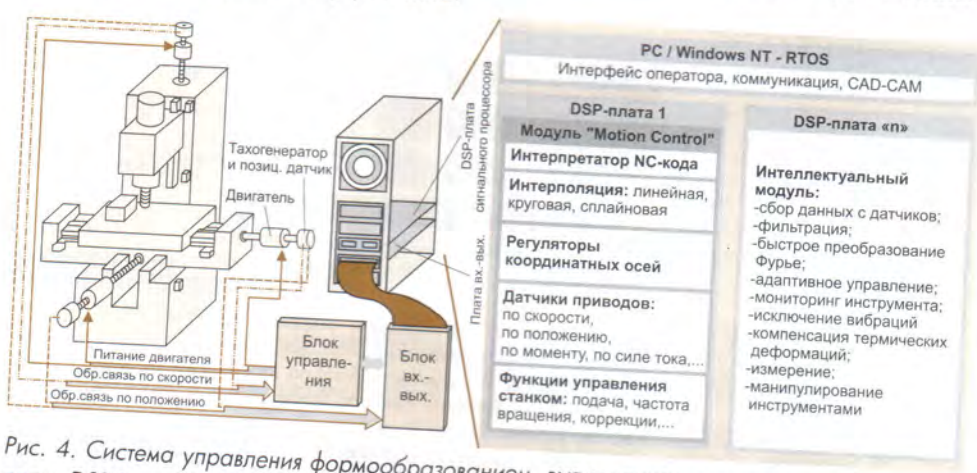 Тахогенератор
и позиц. датчик
Двигатель
Питание двигателя
Обр.связь по скорости
Обр.связь по положению
Блок
управле-
ния
Блок
вх.-
вых.
DSP-плата
сигнального процессора
Плата вх.-вых.
PC / Windows NT - RTOS
Интерфейс оператора, коммуникация, CAD-CAM
DSP-плата 1
Модуль "Motion Control"
Интерпретатор NC-кода
Интерполяция: линейная,
круговая, сплайновая
Регуляторы
координатных осей
Датчики приводов:
по скорости,
по положению,
по моменту, по силе тока,...
Функции управления
станком: подача, частота
вращения, коррекции,...
DSP-плата «n»
Интеллектуальный
модуль:
-сбор данных с датчиков;
-фильтрация;
-быстрое преобразование
Фурье;
-адаптивное управление;
-мониторинг инструмента;
-исключение вибраций
-компенсация термических
деформаций;
-измерение;
-манипулирование
инструментами
Рис. 4. Система управления формообразованием